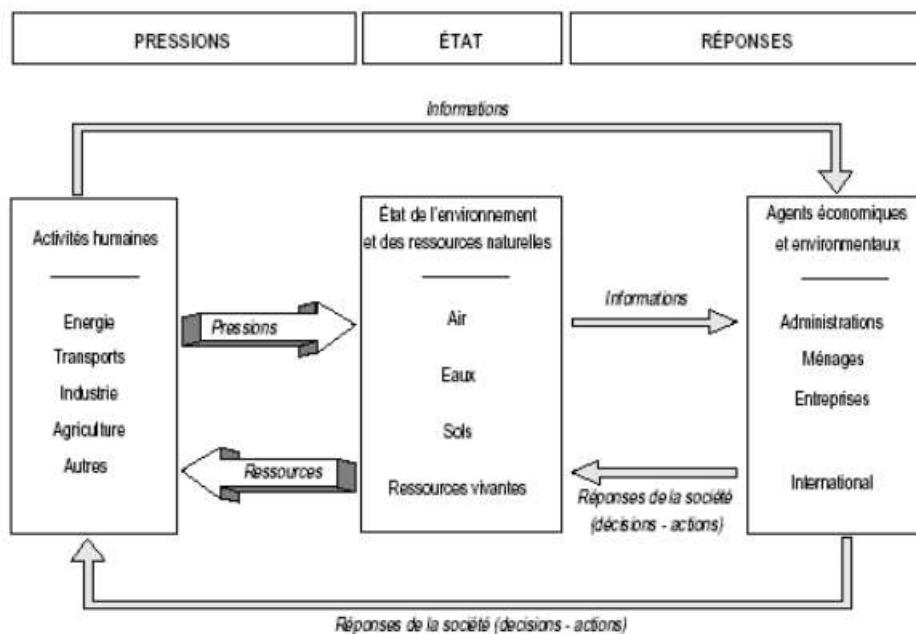 PRESSIONS
ÉTAT
RÉPONSES
Informations
Activités humaines
Energie
Transports
Industrie
Agriculture
Autres
Pressions
Ressources
État de l'environnement
et des ressources naturelles
Air
Eaux
Sols
Ressources vivantes
Informations
Réponses de la société
(décisions - actions)
Agents économiques
et environmentaux
Administrations
Ménages
Entreprises
International
Réponses de la société (decisions - actions)